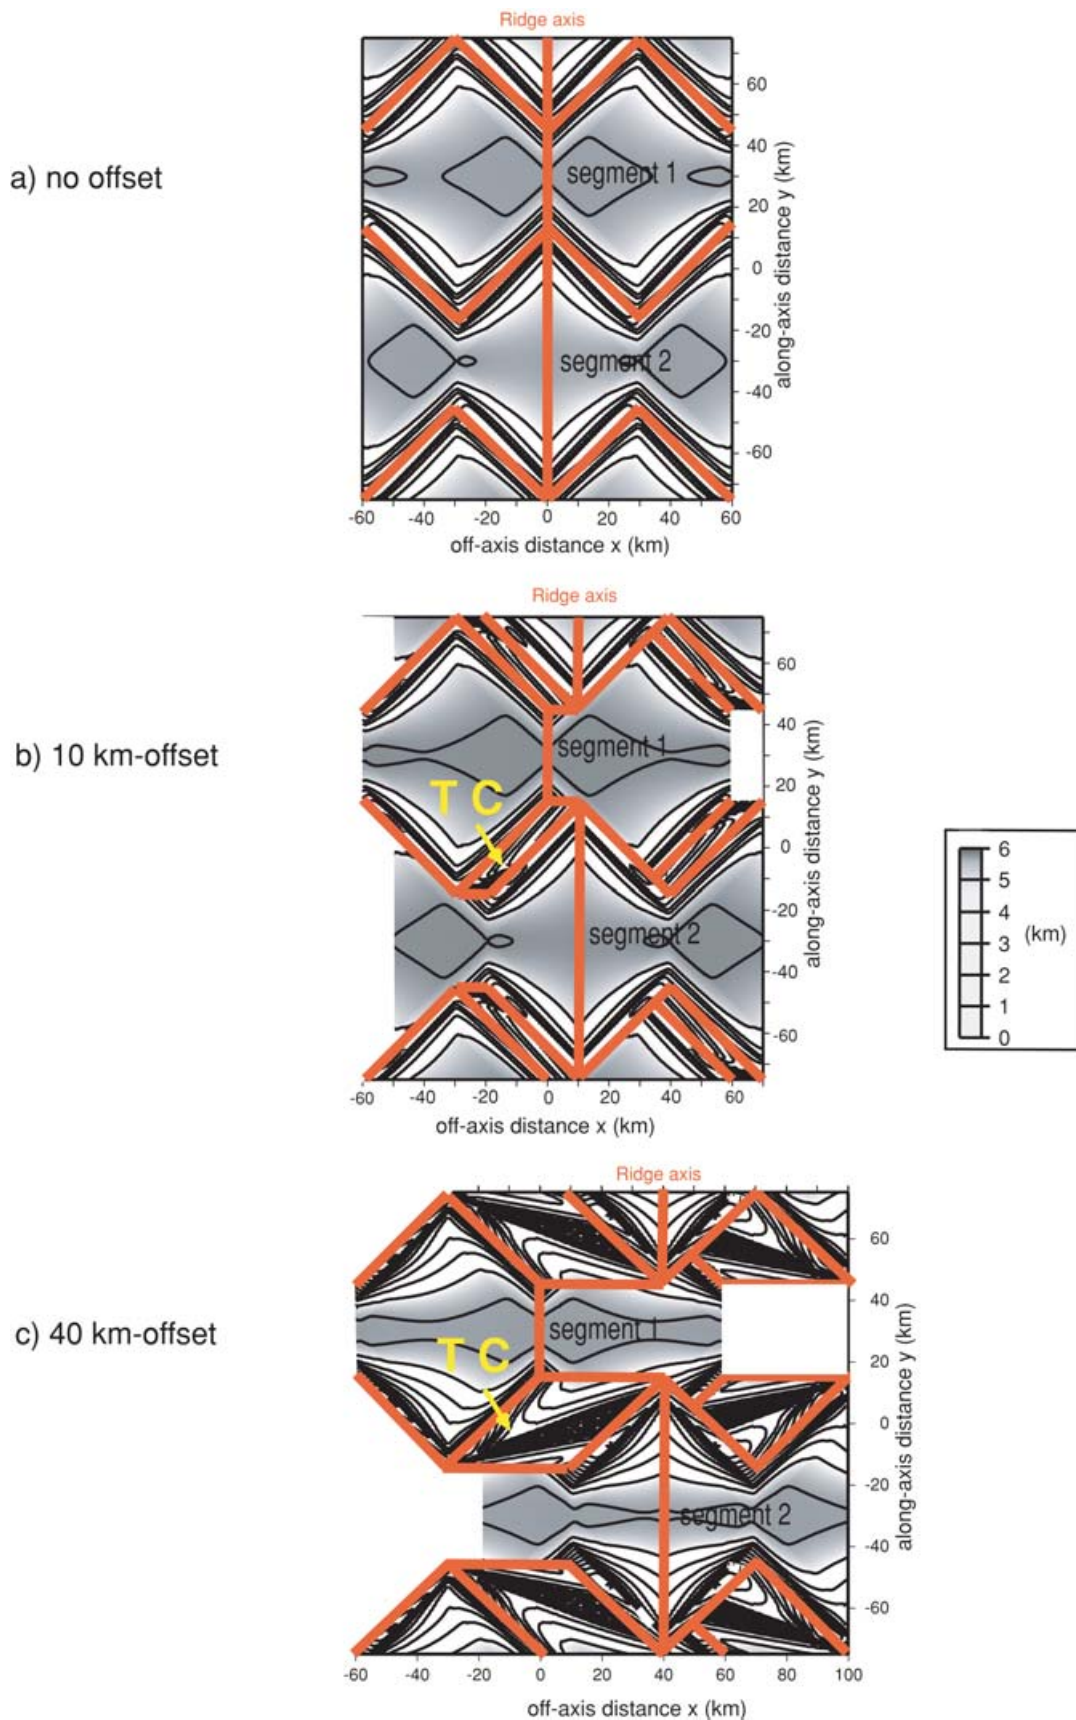 Ridge axis
a) no offset
segment 1
segment 2
60
40
20
0
-20
-40
-60
along-axis distance y (km)
-60 -40 -20 0 20 40 60
off-axis distance x (km)
Ridge axis
b) 10 km-offset
segment 1
T C
segment 2
60
40
20
0
-20
-40
-60
along-axis distance y (km)
-60 -40 -20 0 20 40 60
off-axis distance x (km)
6
5
4
3
2
1
0
(km)
Ridge axis
c) 40 km-offset
segment 1
T C
segment 2
60
40
20
0
-20
-40
-60
along-axis distance y (km)
-60 -40 -20 0 20 40 60 80 100
off-axis distance x (km)